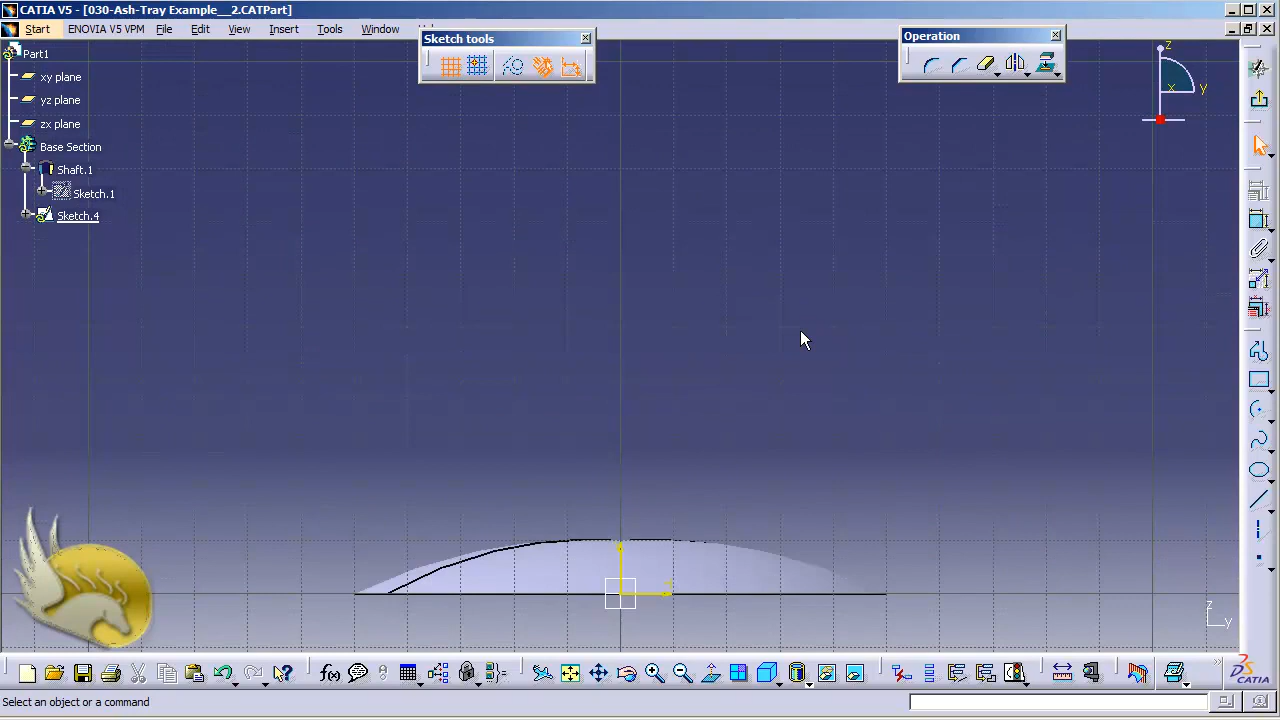 CATIA V5 - [030-Ash-Tray Example__2.CATPart]
Start ENOVIA V5 VPM File Edit View Insert Tools Window
Sketch tools
Operation
Part1
xy plane
yz plane
zx plane
Base Section
Shaft.1
Sketch.1
Sketch.4
z
x
y
z
y
f(x)
CATIA
Select an object or a command